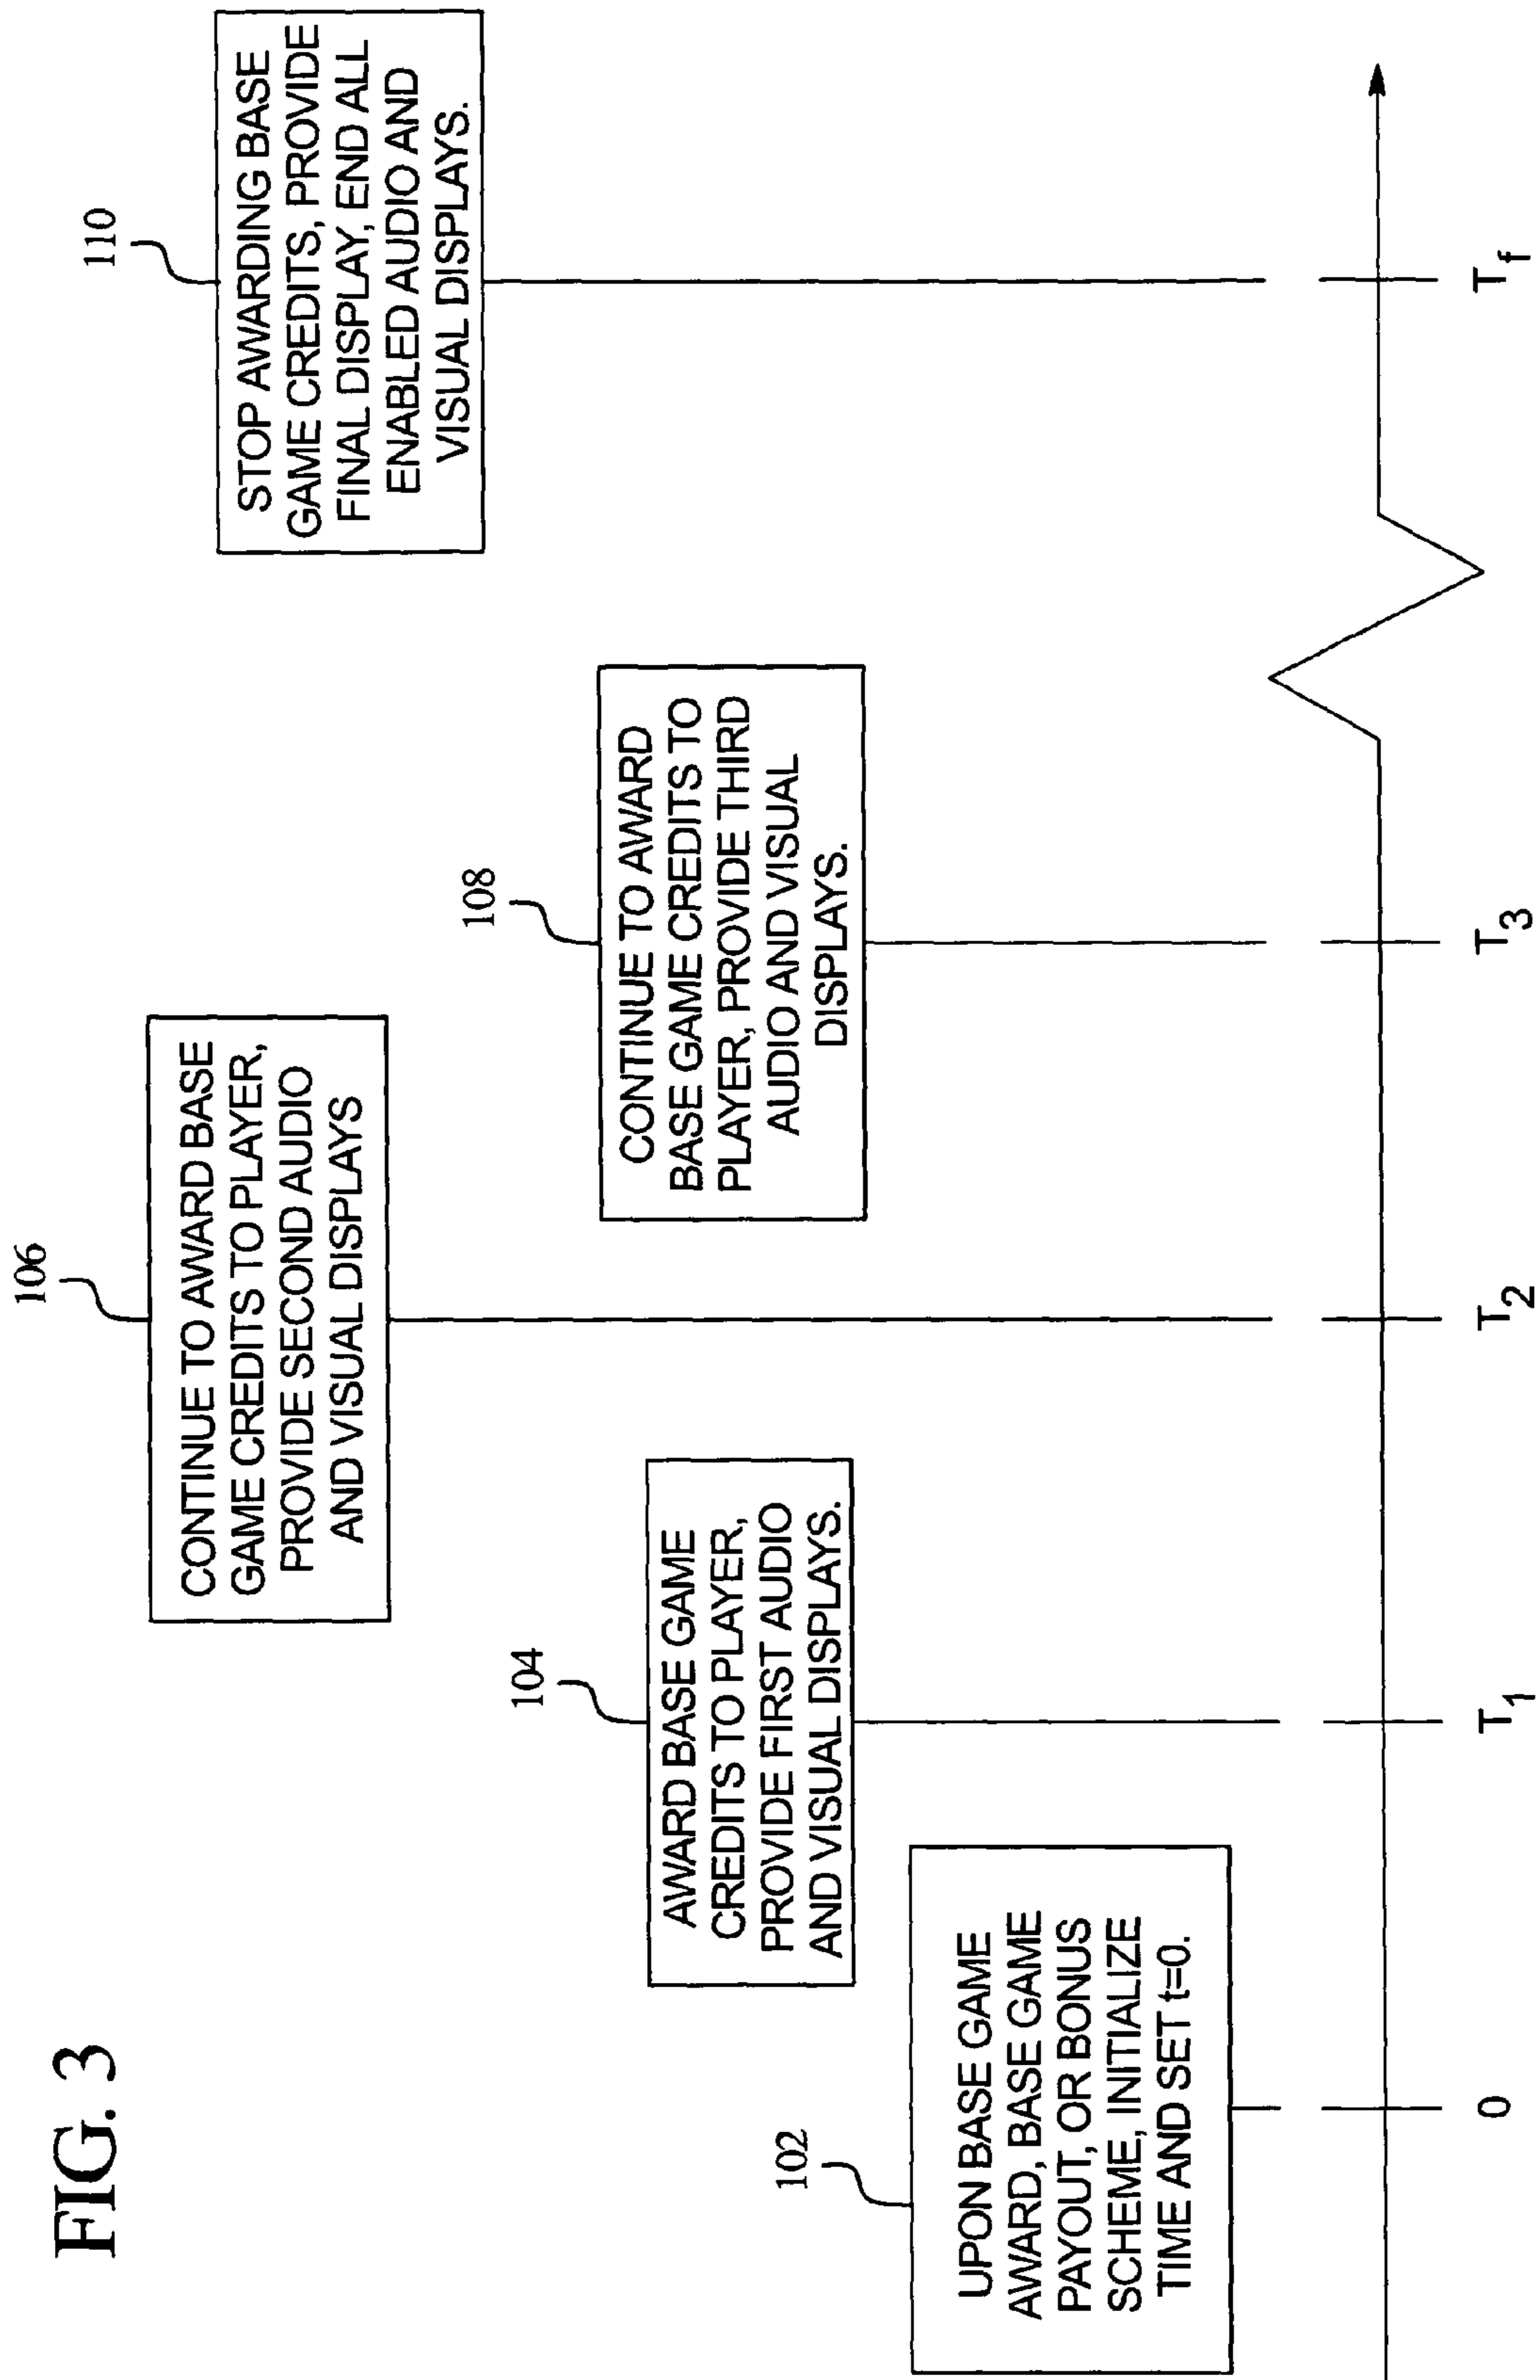 FIG. 3
102
UPON BASE GAME
AWARD, BASE GAME
PAYOUT, OR BONUS
SCHEME, INITIALIZE
TIME AND SET t=0.
104
AWARD BASE GAME
CREDITS TO PLAYER,
PROVIDE FIRST AUDIO
AND VISUAL DISPLAYS.
106
CONTINUE TO AWARD BASE
GAME CREDITS TO PLAYER,
PROVIDE SECOND AUDIO
AND VISUAL DISPLAYS
108
CONTINUE TO AWARD
BASE GAME CREDITS TO
PLAYER, PROVIDE THIRD
AUDIO AND VISUAL
DISPLAYS.
110
STOP AWARDING BASE
GAME CREDITS, PROVIDE
FINAL DISPLAY, END ALL
ENABLED AUDIO AND
VISUAL DISPLAYS.
0
T1
T2
T3
Tf